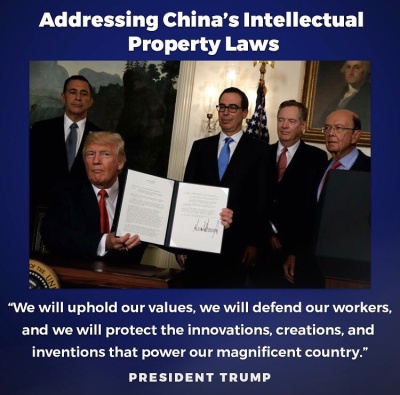 Addressing China's Intellectual
Property Laws
“We will uphold our values, we will defend our workers,
and we will protect the innovations, creations, and
inventions that power our magnificent country.”
PRESIDENT TRUMP